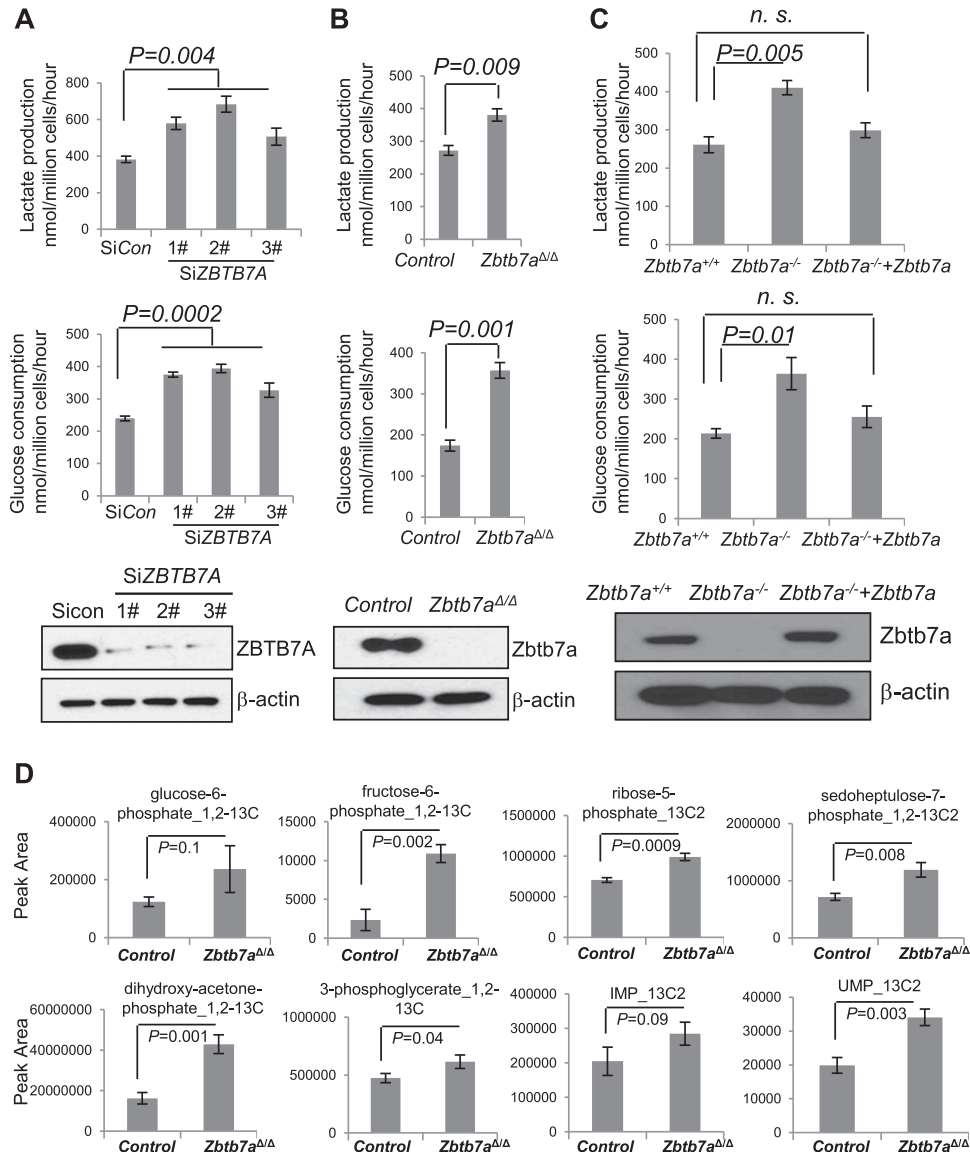 A
P=0.004
Lactate production
nmol/million cells/hour
800
600
400
200
0
SiCon
1# 2# 3#
SiZBTB7A
P=0.0002
Glucose consumption
nmol/million cells/hour
500
400
300
200
100
0
SiCon
1# 2# 3#
SiZBTB7A
SiZBTB7A
Sicon 1# 2# 3#
ZBTB7A
β-actin
B
P=0.009
Lactate production
nmol/million cells/hour
500
400
300
200
100
0
Control Zbtb7aΔ/Δ
P=0.001
Glucose consumption
nmol/million cells/hour
400
300
200
100
0
Control Zbtb7aΔ/Δ
Control Zbtb7aΔ/Δ
Zbtb7a
β-actin
C
n. s.
P=0.005
Lactate production
nmol/million cells/hour
500
400
300
200
100
0
Zbtb7a+/+ Zbtb7a-/- Zbtb7a-/-+Zbtb7a
n. s.
P=0.01
Glucose consumption
nmol/million cells/hour
500
400
300
200
100
0
Zbtb7a+/+ Zbtb7a-/- Zbtb7a-/-+Zbtb7a
Zbtb7a+/+ Zbtb7a-/- Zbtb7a-/-+Zbtb7a
Zbtb7a
β-actin
D
glucose-6-
phosphate_1,2-13C
P=0.1
Peak Area
400000
200000
0
Control Zbtb7aΔ/Δ
fructose-6-
phosphate_1,2-13C
P=0.002
15000
10000
5000
0
Control Zbtb7aΔ/Δ
ribose-5-
phosphate_13C2
P=0.0009
1500000
1000000
500000
0
Control Zbtb7aΔ/Δ
sedoheptulose-7-
phosphate_1,2-13C2
P=0.008
2000000
1000000
0
Control Zbtb7aΔ/Δ
dihydroxy-acetone-
phosphate_1,2-13C
P=0.001
Peak Area
60000000
40000000
20000000
0
Control Zbtb7aΔ/Δ
3-phosphoglycerate_1,2-
13C
P=0.04
1000000
500000
0
Control Zbtb7aΔ/Δ
IMP_13C2
P=0.09
400000
300000
200000
100000
0
Control Zbtb7aΔ/Δ
UMP_13C2
P=0.003
40000
30000
20000
10000
0
Control Zbtb7aΔ/Δ